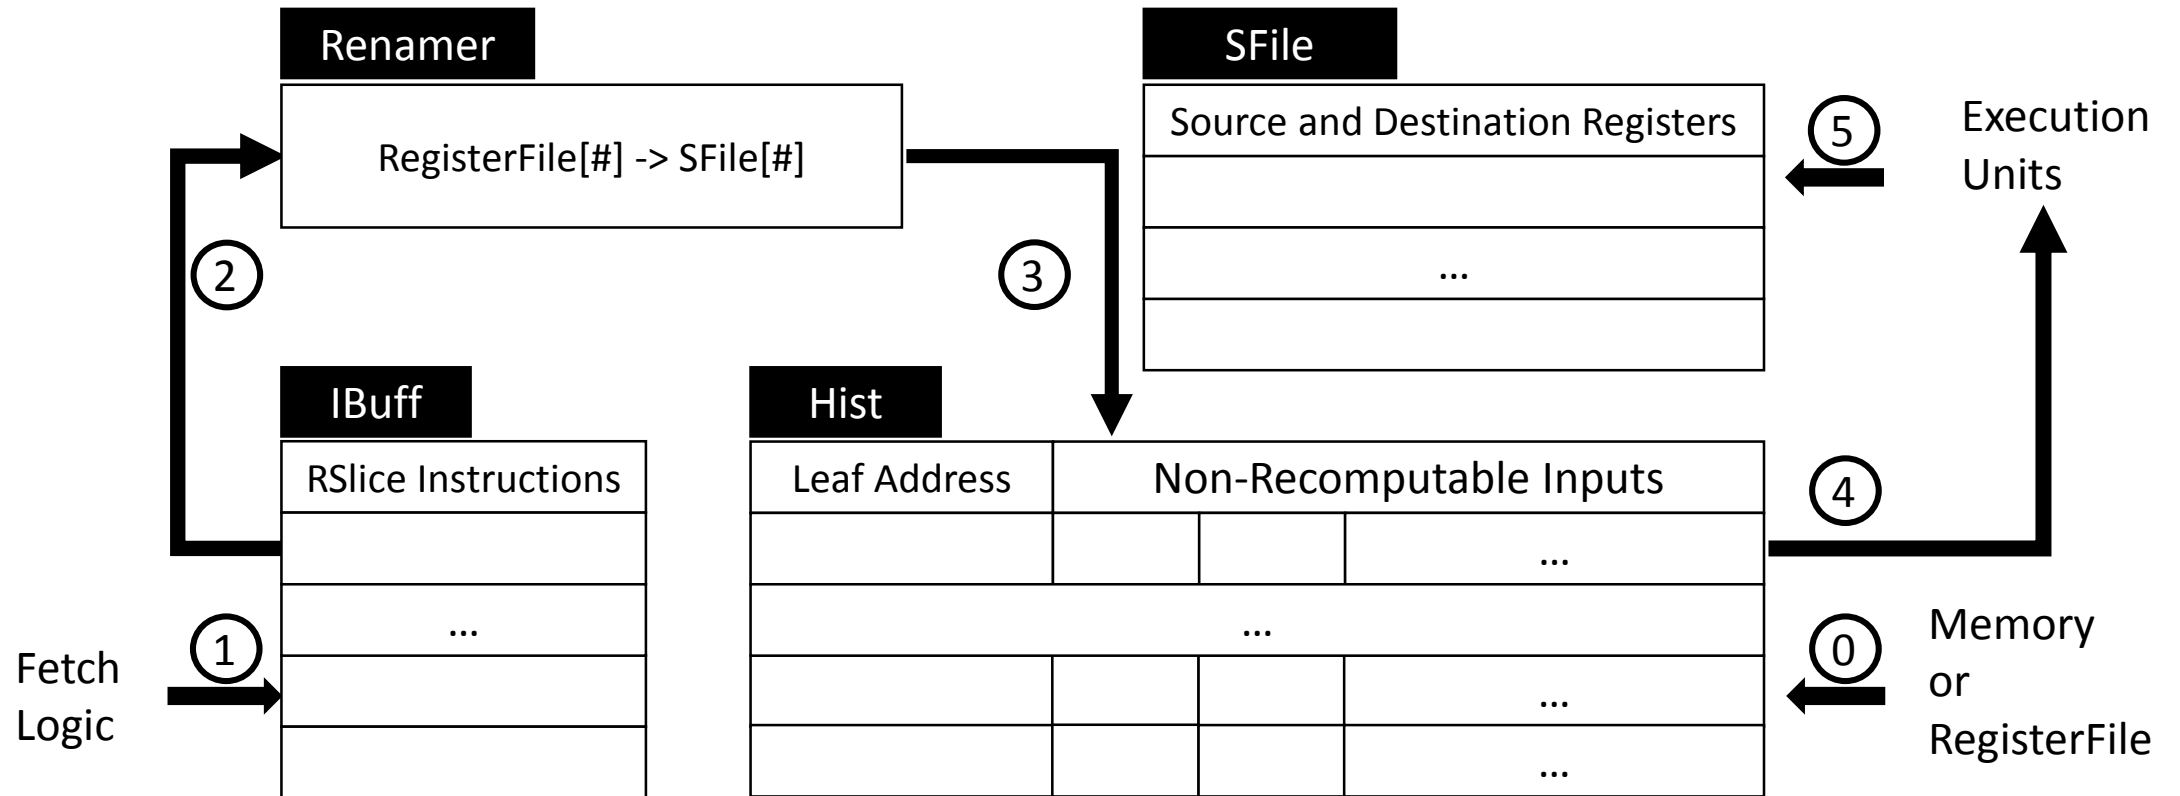 Renamer
RegisterFile[#] -> SFile[#]
SFile
Source and Destination Registers
...
5
Execution
Units
2
3
IBuff
RSlice Instructions
...
Hist
Leaf Address
Non-Recomputable Inputs
...
...
...
...
4
Fetch
Logic
1
0
Memory
or
RegisterFile